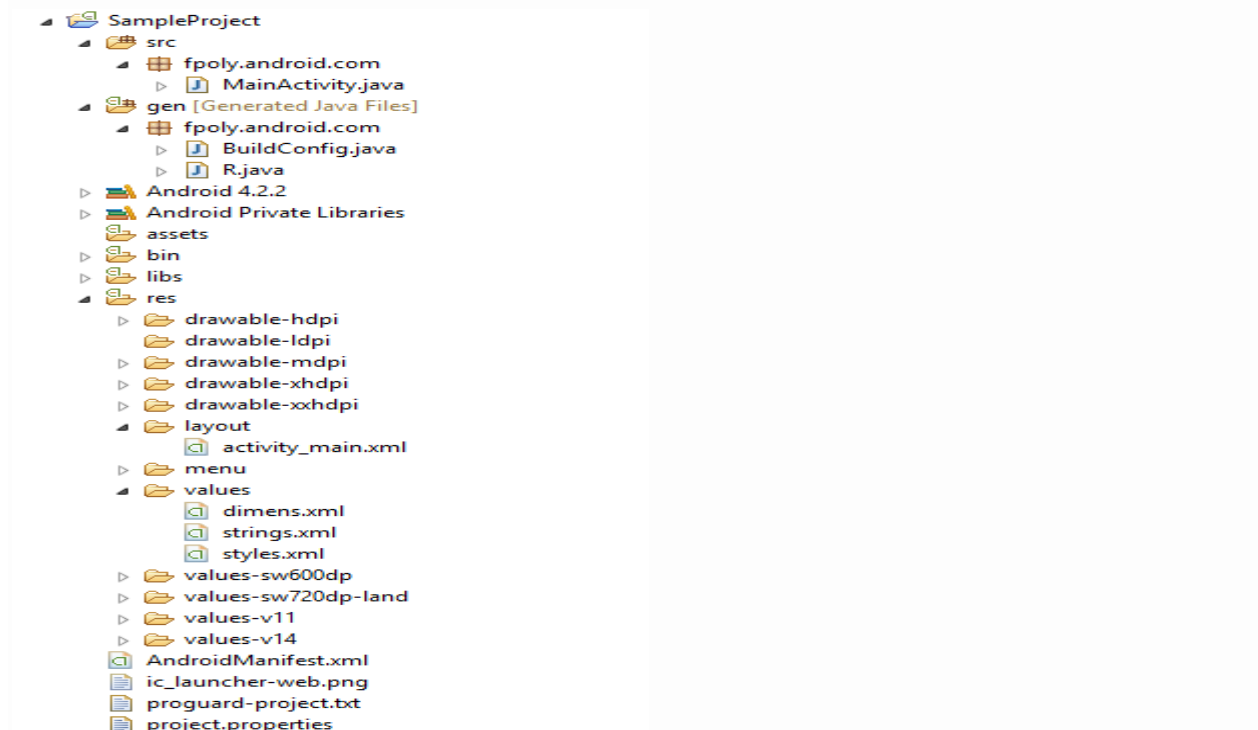 SampleProject
src
fpoly.android.com
MainActivity.java
gen [Generated Java Files]
fpoly.android.com
BuildConfig.java
R.java
Android 4.2.2
Android Private Libraries
assets
bin
libs
res
drawable-hdpi
drawable-ldpi
drawable-mdpi
drawable-xhdpi
drawable-xxhdpi
layout
activity_main.xml
menu
values
dimens.xml
strings.xml
styles.xml
values-sw600dp
values-sw720dp-land
values-v11
values-v14
AndroidManifest.xml
ic_launcher-web.png
proguard-project.txt
project.properties